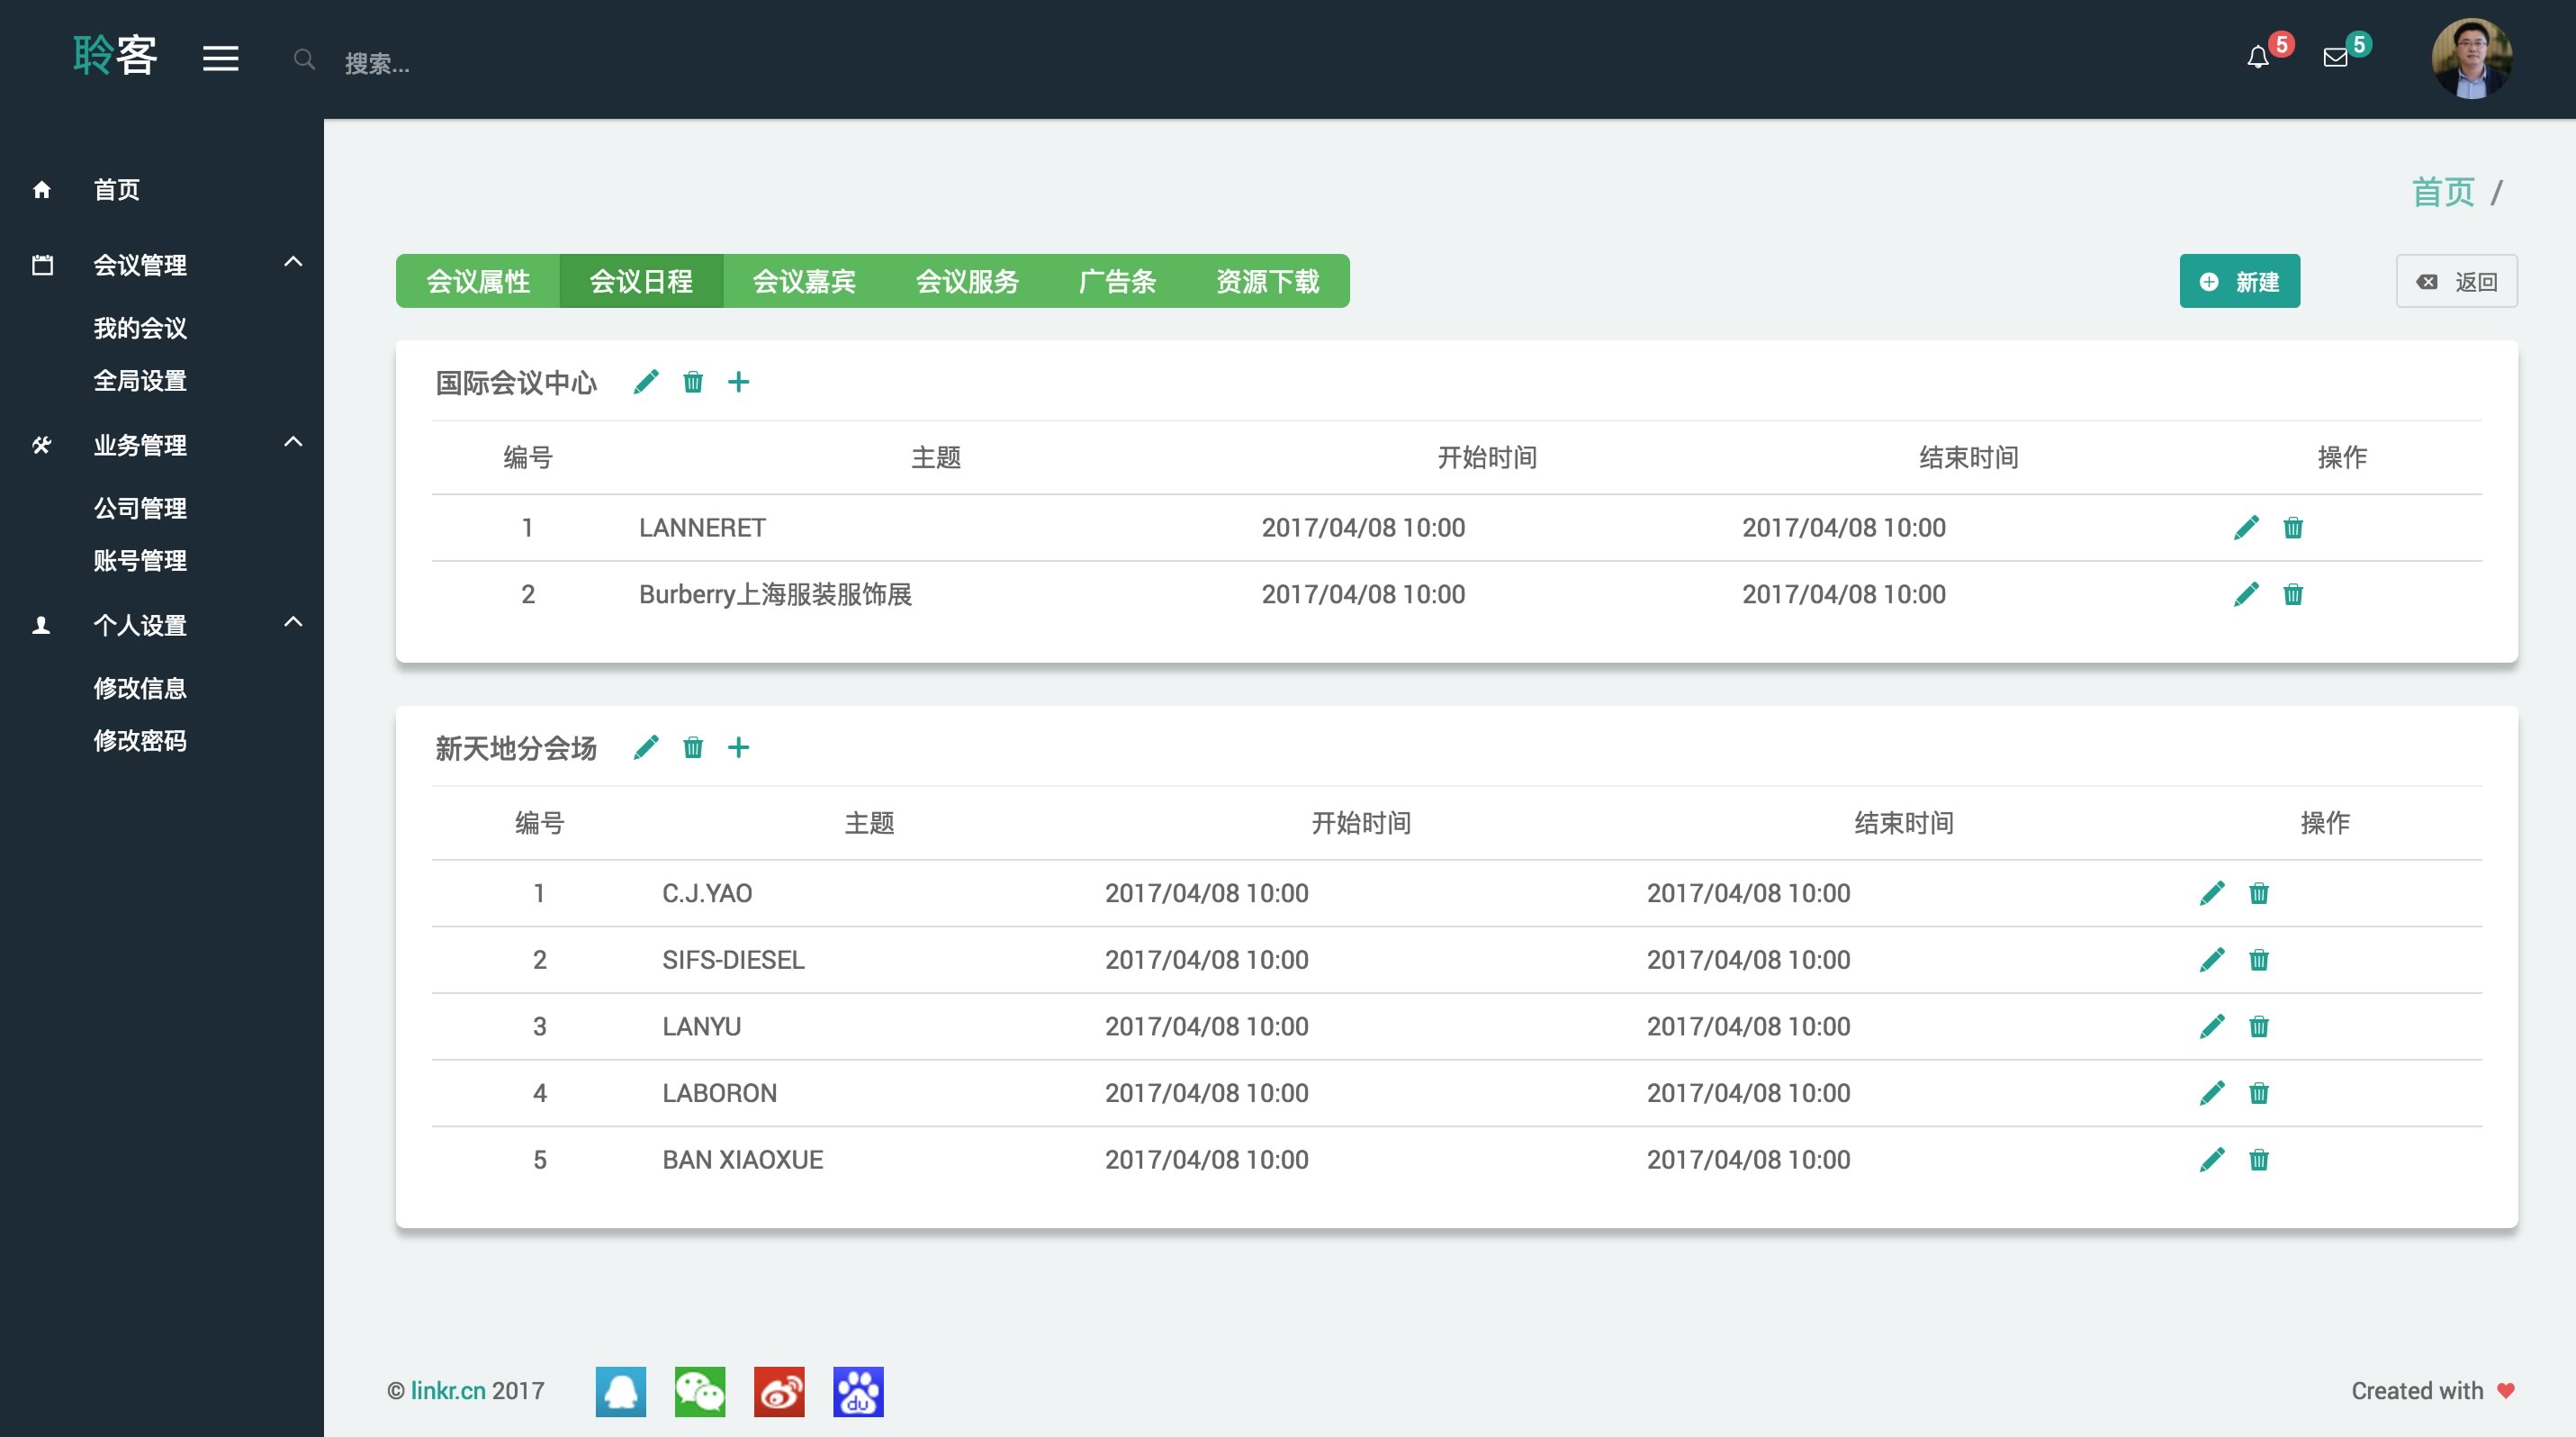 聆客
搜索...
5
5
首页
会议管理
我的会议
全局设置
业务管理
公司管理
账号管理
个人设置
修改信息
修改密码
首页 /
会议属性 会议日程 会议嘉宾 会议服务 广告条 资源下载
新建
返回
国际会议中心
编号 主题 开始时间 结束时间 操作
1 LANNERET 2017/04/08 10:00 2017/04/08 10:00
2 Burberry上海服装服饰展 2017/04/08 10:00 2017/04/08 10:00
新天地分会场
编号 主题 开始时间 结束时间 操作
1 C.J.YAO 2017/04/08 10:00 2017/04/08 10:00
2 SIFS-DIESEL 2017/04/08 10:00 2017/04/08 10:00
3 LANYU 2017/04/08 10:00 2017/04/08 10:00
4 LABORON 2017/04/08 10:00 2017/04/08 10:00
5 BAN XIAOXUE 2017/04/08 10:00 2017/04/08 10:00
© linkr.cn 2017
du
Created with